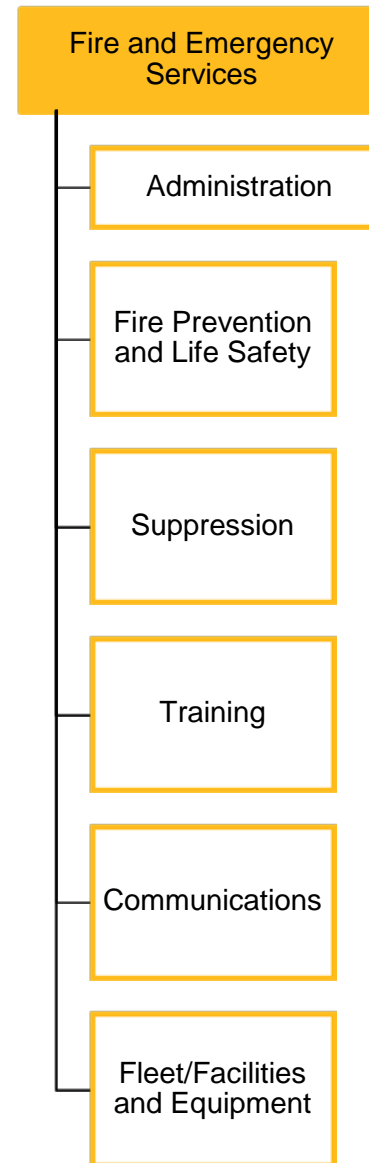 Fire and Emergency
Services
Administration
Fire Prevention
and Life Safety
Suppression
Training
Communications
Fleet/Facilities
and Equipment